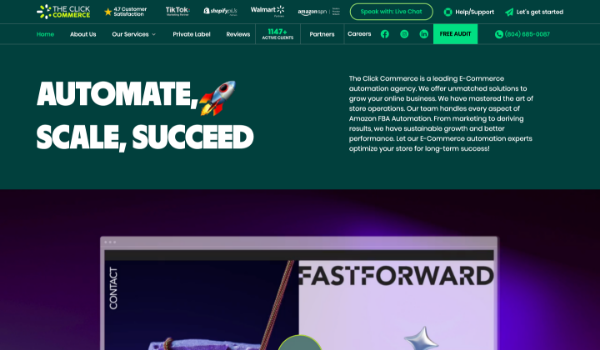 THE CLICK
COMMERCE
4.7 Customer
Satisfaction
TikTok
shopify
Walmart
amazon spn
Speak with Live Chat
Help/Support
Let's get started
Home
About Us
Our Services
Private Label
Reviews
1147+
ACTIVE CLIENTS
Partners
Careers
FREE AUDIT
AUTOMATE,
SCALE, SUCCEED
The Click Commerce is a leading E-Commerce
automation agency. We offer unmatched solutions to
grow your online business. We have mastered the art of
store operations. Our team handles every aspect of
Amazon FBA Automation. From marketing to deriving
results, we have sustainable growth and better
performance. Let our E-Commerce automation experts
optimize your store for long-term success!
CONTACT
FASTFORWARD